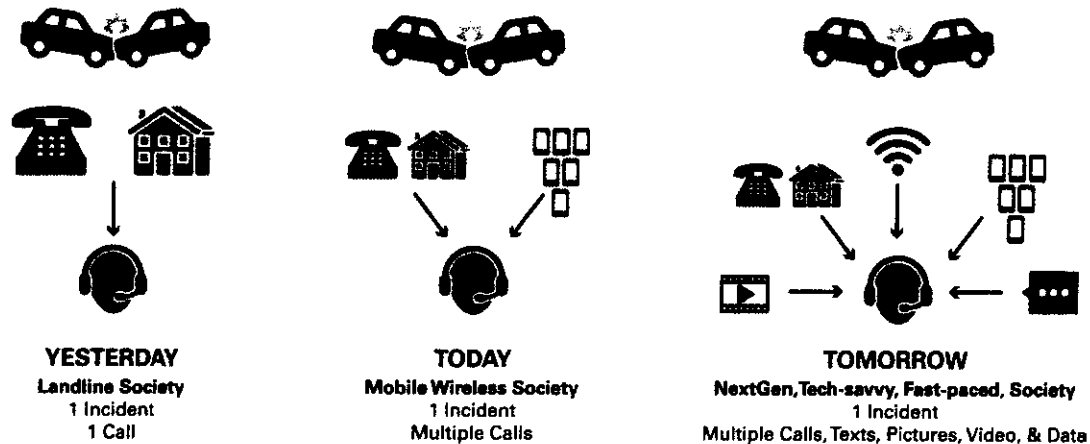 YESTERDAY
Landline Society
1 Incident
1 Call
TODAY
Mobile Wireless Society
1 Incident
Multiple Calls
TOMORROW
NextGen, Tech-savvy, Fast-paced, Society
1 Incident
Multiple Calls, Texts, Pictures, Video, & Data